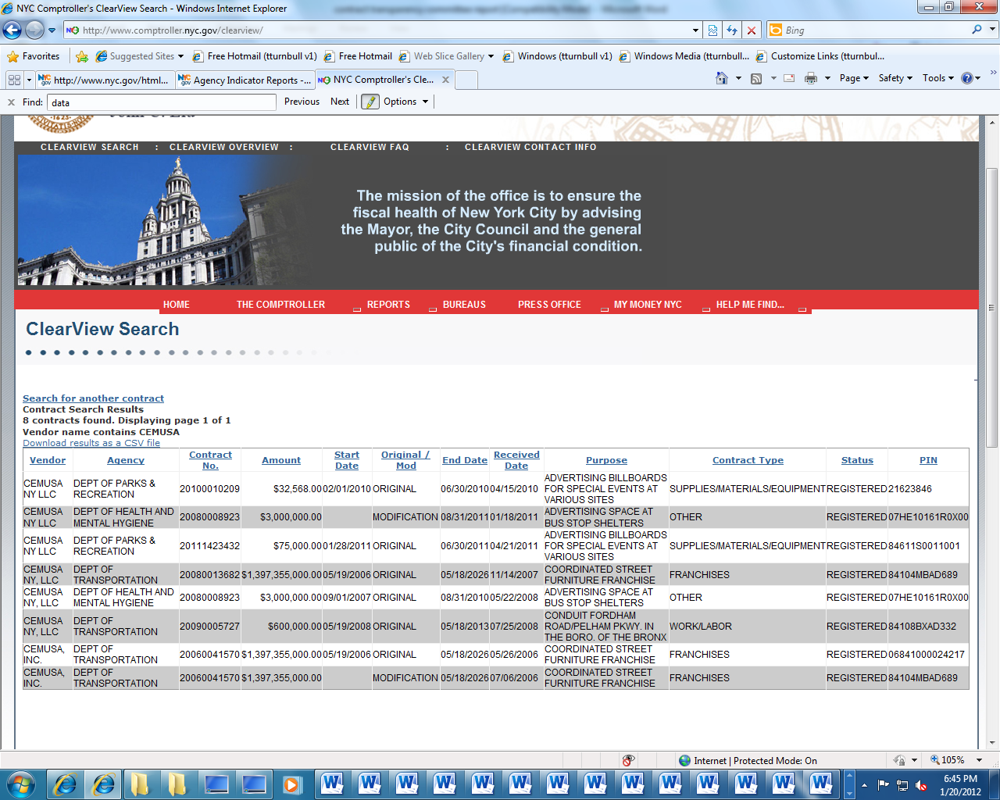 NYC Comptroller's ClearView Search - Windows Internet Explorer
http://www.comptroller.nyc.gov/clearview/
Bing
Favorites
Suggested Sites
Free Hotmail (tturnbull v1)
Free Hotmail
Web Slice Gallery
Windows (tturnbull v1)
Windows Media (tturnbull...
Customize Links (tturnbul...
http://www.nyc.gov/html...
Agency Indicator Reports -...
NYC Comptroller's Cle...
Page
Safety
Tools
Find: data
Previous
Next
Options
CLEARVIEW SEARCH : CLEARVIEW OVERVIEW : CLEARVIEW FAQ : CLEARVIEW CONTACT INFO
The mission of the office is to ensure the
fiscal health of New York City by advising
the Mayor, the City Council and the general
public of the City's financial condition.
HOME THE COMPTROLLER REPORTS BUREAUS PRESS OFFICE MY MONEY NYC HELP ME FIND...
ClearView Search
Search for another contract
Contract Search Results
8 contracts found. Displaying page 1 of 1
Vendor name contains CEMUSA
Download results as a CSV file
Vendor Agency Contract No. Amount Start Date Original / Mod End Date Received Date Purpose Contract Type Status PIN
CEMUSA NY LLC DEPT OF PARKS & RECREATION 20100010209 $32,568.00 02/01/2010 ORIGINAL 06/30/2010 04/15/2010 ADVERTISING BILLBOARDS FOR SPECIAL EVENTS AT VARIOUS SITES SUPPLIES/MATERIALS/EQUIPMENT REGISTERED 21623846
CEMUSA NY LLC DEPT OF HEALTH AND MENTAL HYGIENE 20080008923 $3,000,000.00 MODIFICATION 08/31/2011 01/18/2011 ADVERTISING SPACE AT BUS STOP SHELTERS OTHER REGISTERED 07HE10161R0X00
CEMUSA NY LLC DEPT OF PARKS & RECREATION 20111423432 $75,000.00 01/28/2011 ORIGINAL 06/30/2011 04/21/2011 ADVERTISING BILLBOARDS FOR SPECIAL EVENTS AT VARIOUS SITES SUPPLIES/MATERIALS/EQUIPMENT REGISTERED 84611S0011001
CEMUSA NY, LLC DEPT OF TRANSPORTATION 20080013682 $1,397,355,000.00 05/19/2006 ORIGINAL 05/18/2026 11/14/2007 COORDINATED STREET FURNITURE FRANCHISE FRANCHISES REGISTERED 84104MBAD689
CEMUSA NY, LLC DEPT OF HEALTH AND MENTAL HYGIENE 20080008923 $3,000,000.00 09/01/2007 ORIGINAL 08/31/2010 05/22/2008 ADVERTISING SPACE AT BUS STOP SHELTERS OTHER REGISTERED 07HE10161R0X00
CEMUSA NY, LLC DEPT OF TRANSPORTATION 20090005727 $600,000.00 05/19/2008 ORIGINAL 05/18/2013 07/25/2008 CONDUIT FORDHAM ROAD/PELHAM PKWY. IN THE BORO. OF THE BRONX WORK/LABOR REGISTERED 84108BXAD332
CEMUSA, INC. DEPT OF TRANSPORTATION 20060041570 $1,397,355,000.00 05/19/2006 ORIGINAL 05/18/2026 05/26/2006 COORDINATED STREET FURNITURE FRANCHISE FRANCHISES REGISTERED 06841000024217
CEMUSA, INC. DEPT OF TRANSPORTATION 20060041570 $1,397,355,000.00 MODIFICATION 05/18/2026 07/06/2006 COORDINATED STREET FURNITURE FRANCHISE FRANCHISES REGISTERED 84104MBAD689
Internet | Protected Mode: On
105%
6:45 PM
1/20/2012